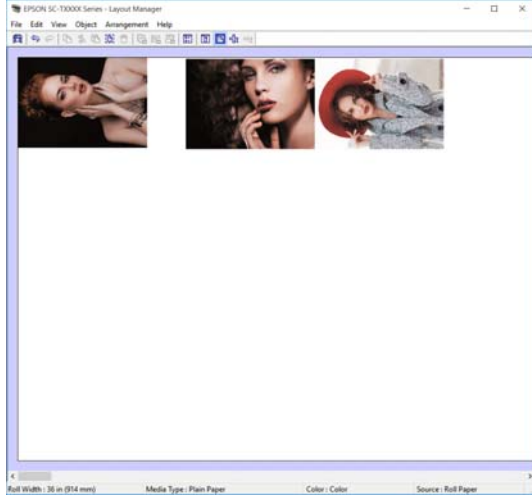 EPSON SC-TXXXX Series - Layout Manager
File Edit View Object Arrangement Help
Roll Width : 36 in (914 mm) Media Type : Plain Paper Color : Color Source : Roll Paper